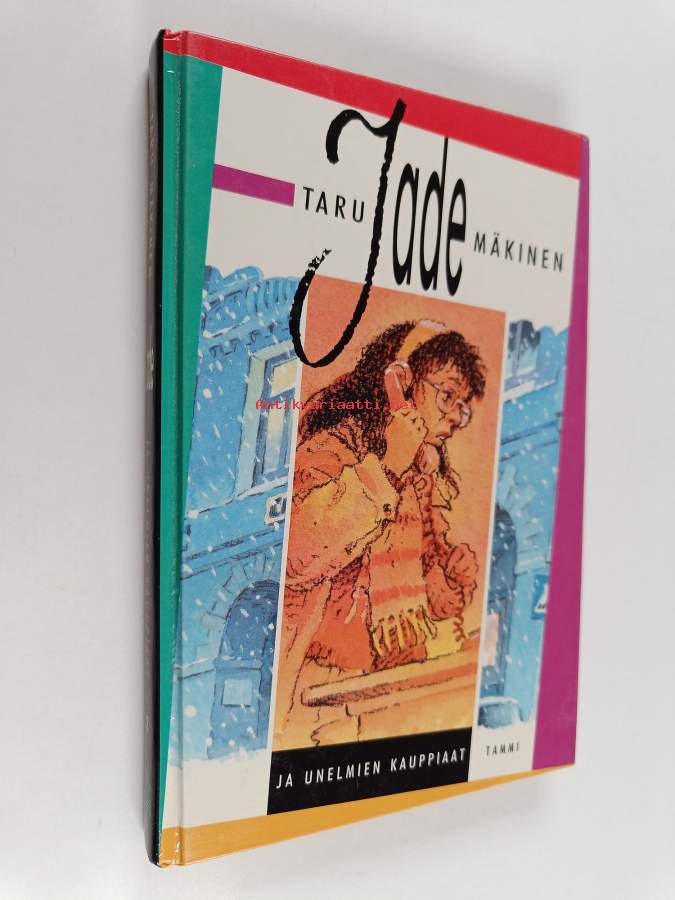 TARU Jade MÄKINEN
Antikvariaatti.net
JA UNELMIEN KAUPPIAAT
TAMMI